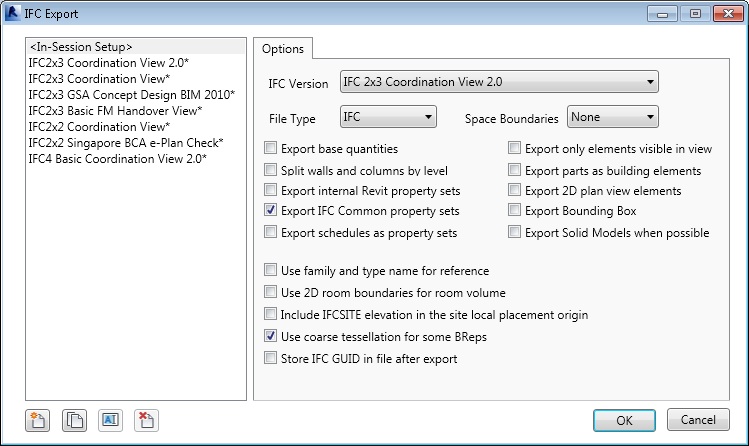 IFC Export
<In-Session Setup>
IFC2x3 Coordination View 2.0*
IFC2x3 Coordination View*
IFC2x3 GSA Concept Design BIM 2010*
IFC2x3 Basic FM Handover View*
IFC2x2 Coordination View*
IFC2x2 Singapore BCA e-Plan Check*
IFC4 Basic Coordination View 2.0*
Options
IFC Version IFC 2x3 Coordination View 2.0
File Type IFC Space Boundaries None
Export base quantities
Split walls and columns by level
Export internal Revit property sets
Export IFC Common property sets
Export schedules as property sets
Export only elements visible in view
Export parts as building elements
Export 2D plan view elements
Export Bounding Box
Export Solid Models when possible
Use family and type name for reference
Use 2D room boundaries for room volume
Include IFCSITE elevation in the site local placement origin
Use coarse tessellation for some BReps
Store IFC GUID in file after export
AI
OK Cancel